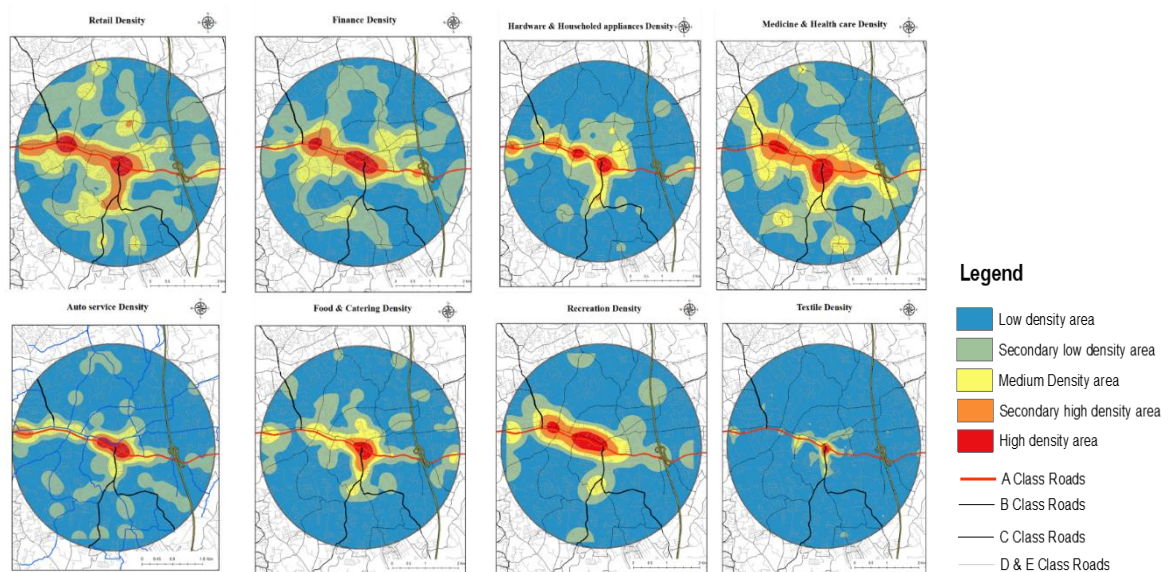 Retail Density
Finance Density
Hardware & Householed appliances Density
Medicine & Health care Density
Auto service Density
Food & Catering Density
Recreation Density
Textile Density
Legend
Low density area
Secondary low density area
Medium Density area
Secondary high density area
High density area
A Class Roads
B Class Roads
C Class Roads
D & E Class Roads